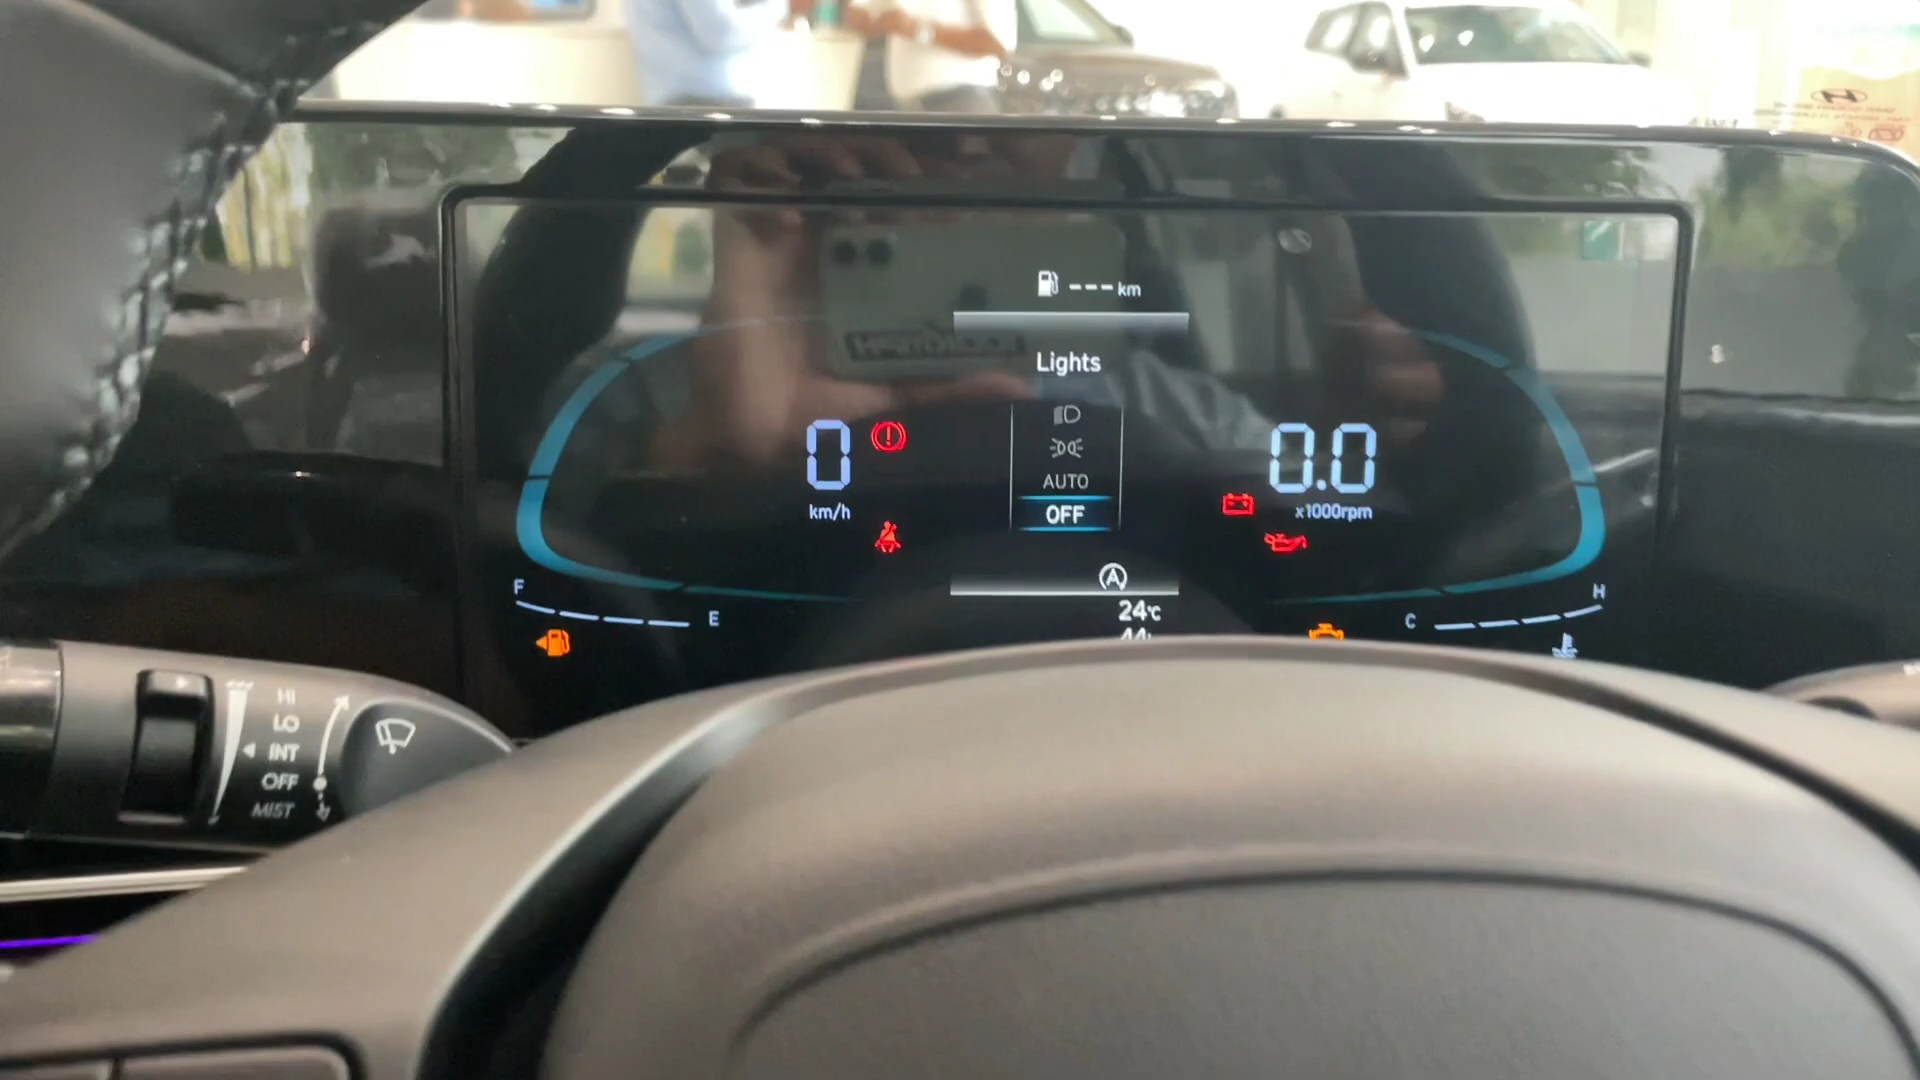 --- km
Lights
AUTO
OFF
0
km/h
0.0
x1000rpm
F
E
C
H
24°C
HI
LO
INT
OFF
MIST